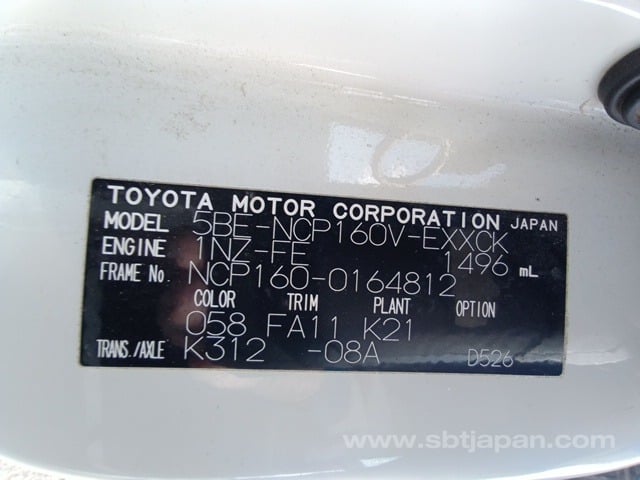 TOYOTA MOTOR CORPORATION JAPAN
MODEL 5BE-NCP160V-EXXCK
ENGINE 1NZ-FE 1496 mL
FRAME No. NCP160-0164812
COLOR TRIM PLANT OPTION
058 FA11 K21
TRANS./AXLE K312 -08A D526
www.sbtjapan.com